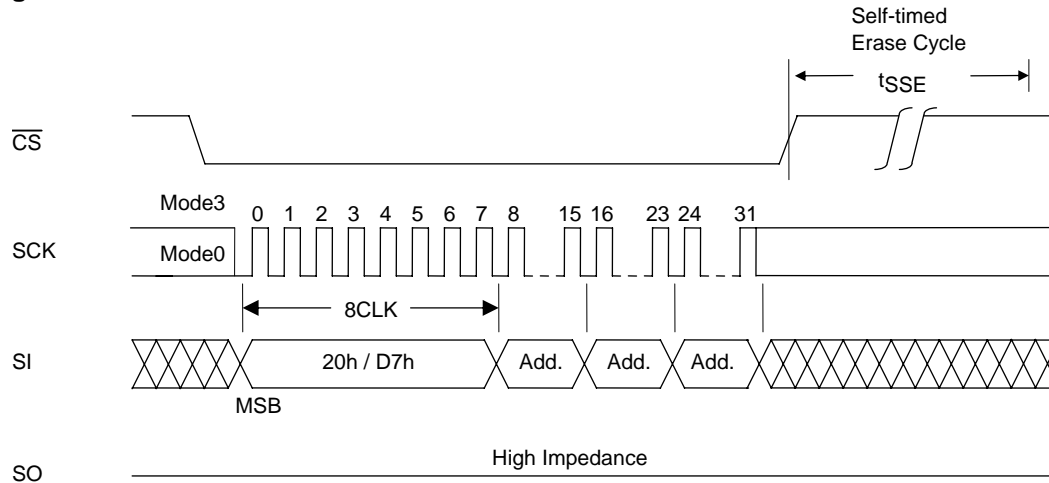 Self-timed
Erase Cycle
tSSE
CS
Mode3
0 1 2 3 4 5 6 7 8 15 16 23 24 31
SCK
Mode0
8CLK
SI
20h / D7h
Add.
Add.
Add.
MSB
High Impedance
SO